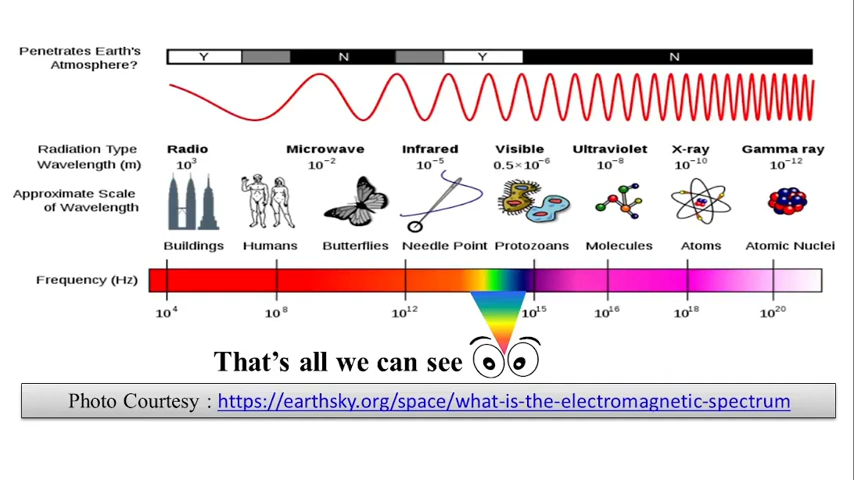 Penetrates Earth's
Atmosphere?
Y N Y N
Radiation Type Radio Microwave Infrared Visible Ultraviolet X-ray Gamma ray
Wavelength (m) 10³ 10⁻² 10⁻⁵ 0.5×10⁻⁶ 10⁻⁸ 10⁻¹⁰ 10⁻¹²
Approximate Scale
of Wavelength
Buildings Humans Butterflies Needle Point Protozoans Molecules Atoms Atomic Nuclei
Frequency (Hz)
10⁴ 10⁸ 10¹² 10¹⁵ 10¹⁶ 10¹⁸ 10²⁰
That's all we can see
Photo Courtesy : https://earthsky.org/space/what-is-the-electromagnetic-spectrum